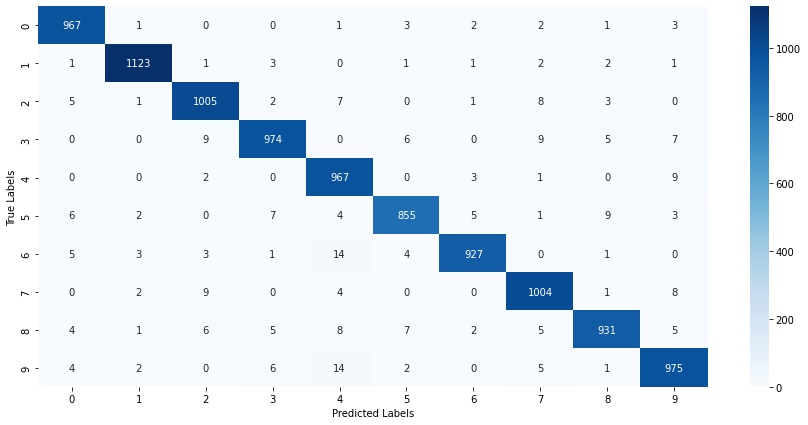 0 967 1 0 0 1 3 2 2 1 3
1 1 1123 1 3 0 1 1 2 2 1
2 5 1 1005 2 7 0 1 8 3 0
3 0 0 9 974 0 6 0 9 5 7
4 0 0 2 0 967 0 3 1 0 9
5 6 2 0 7 4 855 5 1 9 3
6 5 3 3 1 14 4 927 0 1 0
7 0 2 9 0 4 0 0 1004 1 8
8 4 1 6 5 8 7 2 5 931 5
9 4 2 0 6 14 2 0 5 1 975
0 1 2 3 4 5 6 7 8 9
Predicted Labels
True Labels
1000
800
600
400
200
0